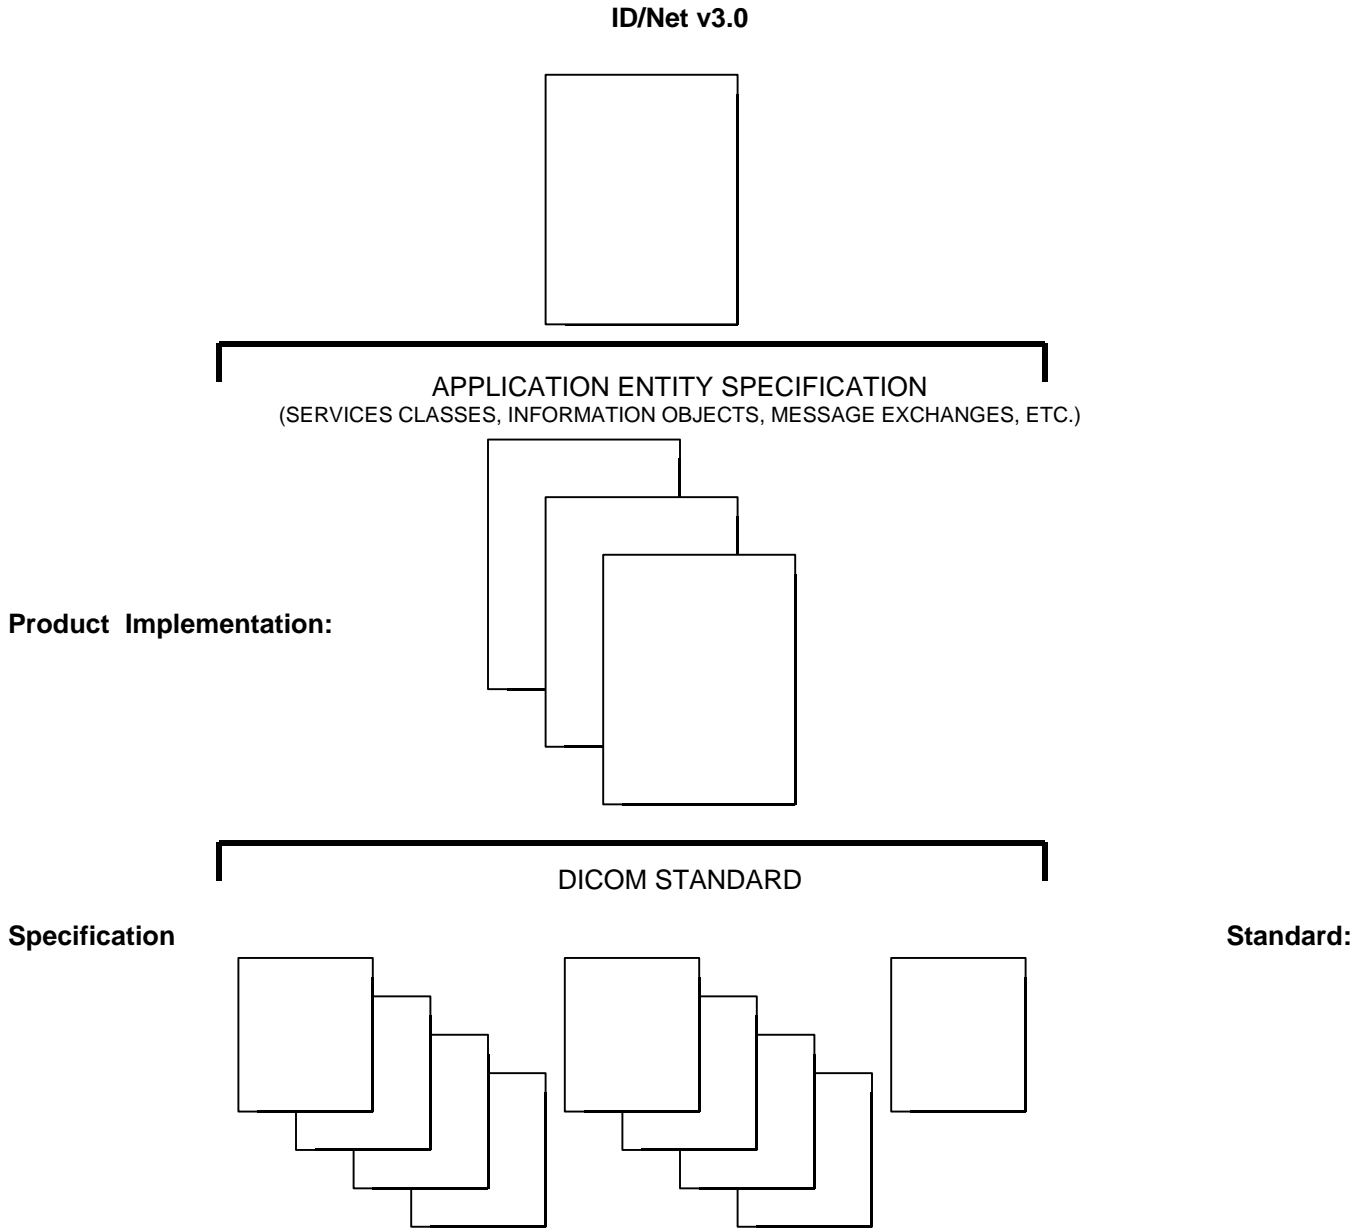 ID/Net v3.0
APPLICATION ENTITY SPECIFICATION
(SERVICES CLASSES, INFORMATION OBJECTS, MESSAGE EXCHANGES, ETC.)
Product Implementation:
DICOM STANDARD
Specification Standard: